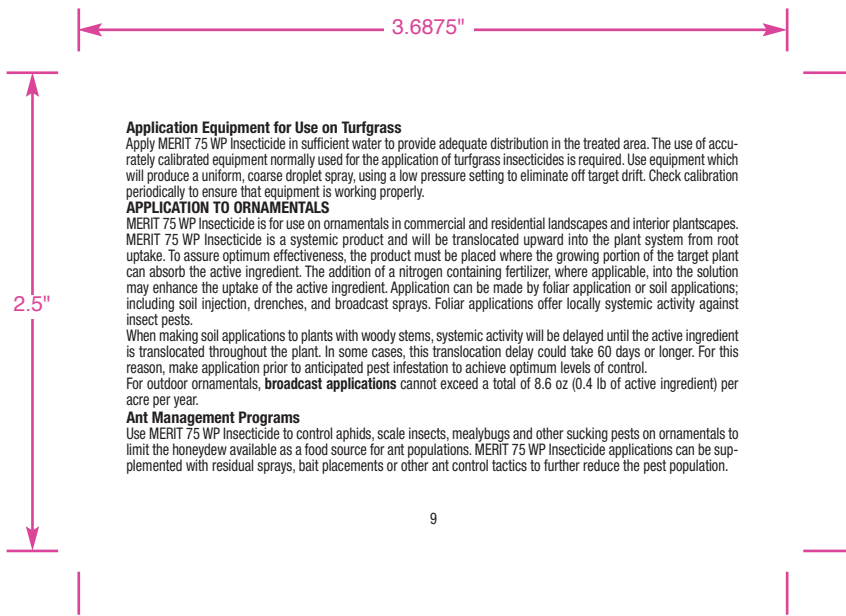 3.6875"
Application Equipment for Use on Turfgrass
Apply MERIT 75 WP Insecticide in sufficient water to provide adequate distribution in the treated area. The use of accu-
rately calibrated equipment normally used for the application of turfgrass insecticides is required. Use equipment which
will produce a uniform, coarse droplet spray, using a low pressure setting to eliminate off target drift. Check calibration
periodically to ensure that equipment is working properly.
APPLICATION TO ORNAMENTALS
MERIT 75 WP Insecticide is for use on ornamentals in commercial and residential landscapes and interior plantscapes.
MERIT 75 WP Insecticide is a systemic product and will be translocated upward into the plant system from root
uptake. To assure optimum effectiveness, the product must be placed where the growing portion of the target plant
can absorb the active ingredient. The addition of a nitrogen containing fertilizer, where applicable, into the solution
may enhance the uptake of the active ingredient. Application can be made by foliar application or soil applications;
including soil injection, drenches, and broadcast sprays. Foliar applications offer locally systemic activity against
insect pests.
2.5"
When making soil applications to plants with woody stems, systemic activity will be delayed until the active ingredient
is translocated throughout the plant. In some cases, this translocation delay could take 60 days or longer. For this
reason, make application prior to anticipated pest infestation to achieve optimum levels of control.
For outdoor ornamentals, broadcast applications cannot exceed a total of 8.6 oz (0.4 lb of active ingredient) per
acre per year.
Ant Management Programs
Use MERIT 75 WP Insecticide to control aphids, scale insects, mealybugs and other sucking pests on ornamentals to
limit the honeydew available as a food source for ant populations. MERIT 75 WP Insecticide applications can be sup-
plemented with residual sprays, bait placements or other ant control tactics to further reduce the pest population.
9